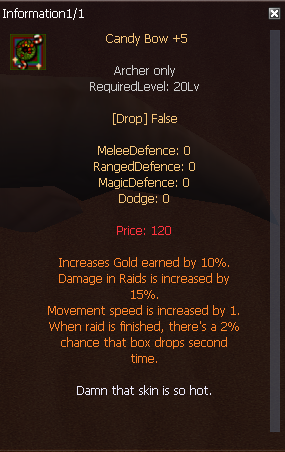 Information1/1
Candy Bow +5
Archer only
RequiredLevel: 20Lv
[Drop] False
MeleeDefence: 0
RangedDefence: 0
MagicDefence: 0
Dodge: 0
Price: 120
Increases Gold earned by 10%.
Damage in Raids is increased by
15%.
Movement speed is increased by 1.
When raid is finished, there's a 2%
chance that box drops second
time.
Damn that skin is so hot.